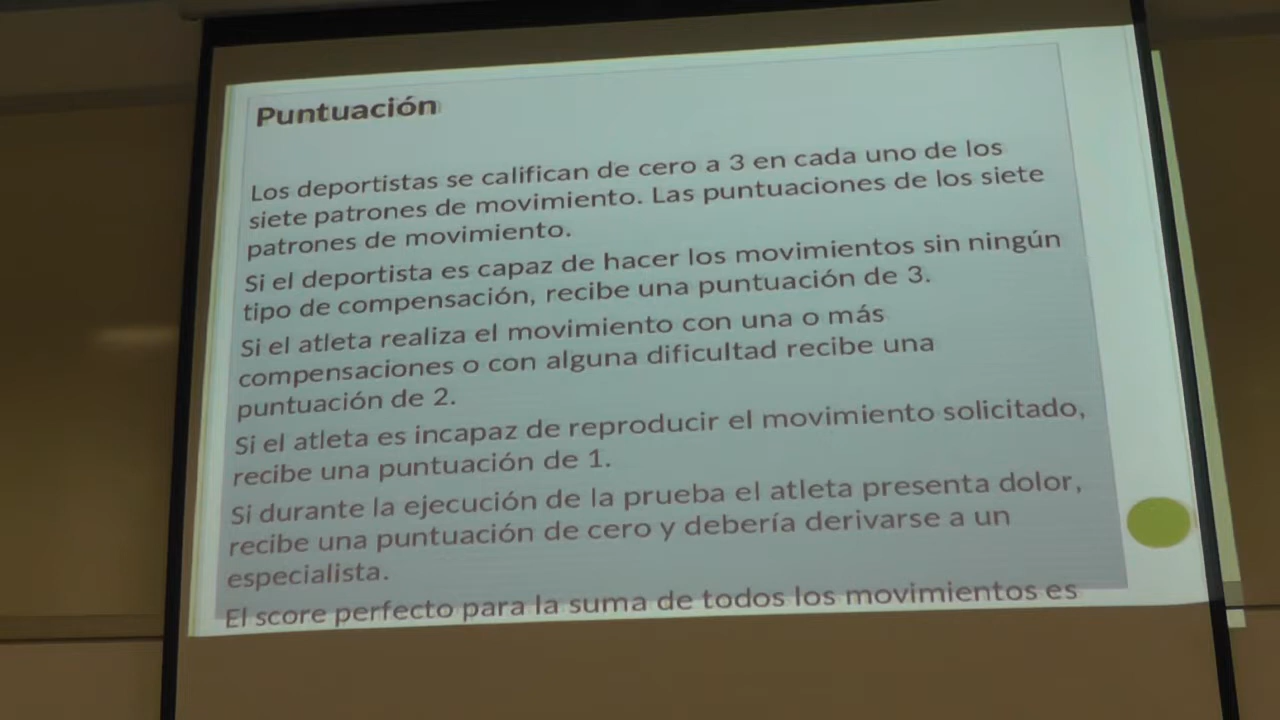 Puntuación
Los deportistas se califican de cero a 3 en cada uno de los
siete patrones de movimiento. Las puntuaciones de los siete
patrones de movimiento.
Si el deportista es capaz de hacer los movimientos sin ningún
tipo de compensación, recibe una puntuación de 3.
Si el atleta realiza el movimiento con una o más
compensaciones o con alguna dificultad recibe una
puntuación de 2.
Si el atleta es incapaz de reproducir el movimiento solicitado,
recibe una puntuación de 1.
Si durante la ejecución de la prueba el atleta presenta dolor,
recibe una puntuación de cero y debería derivarse a un
especialista.
El score perfecto para la suma de todos los movimientos es